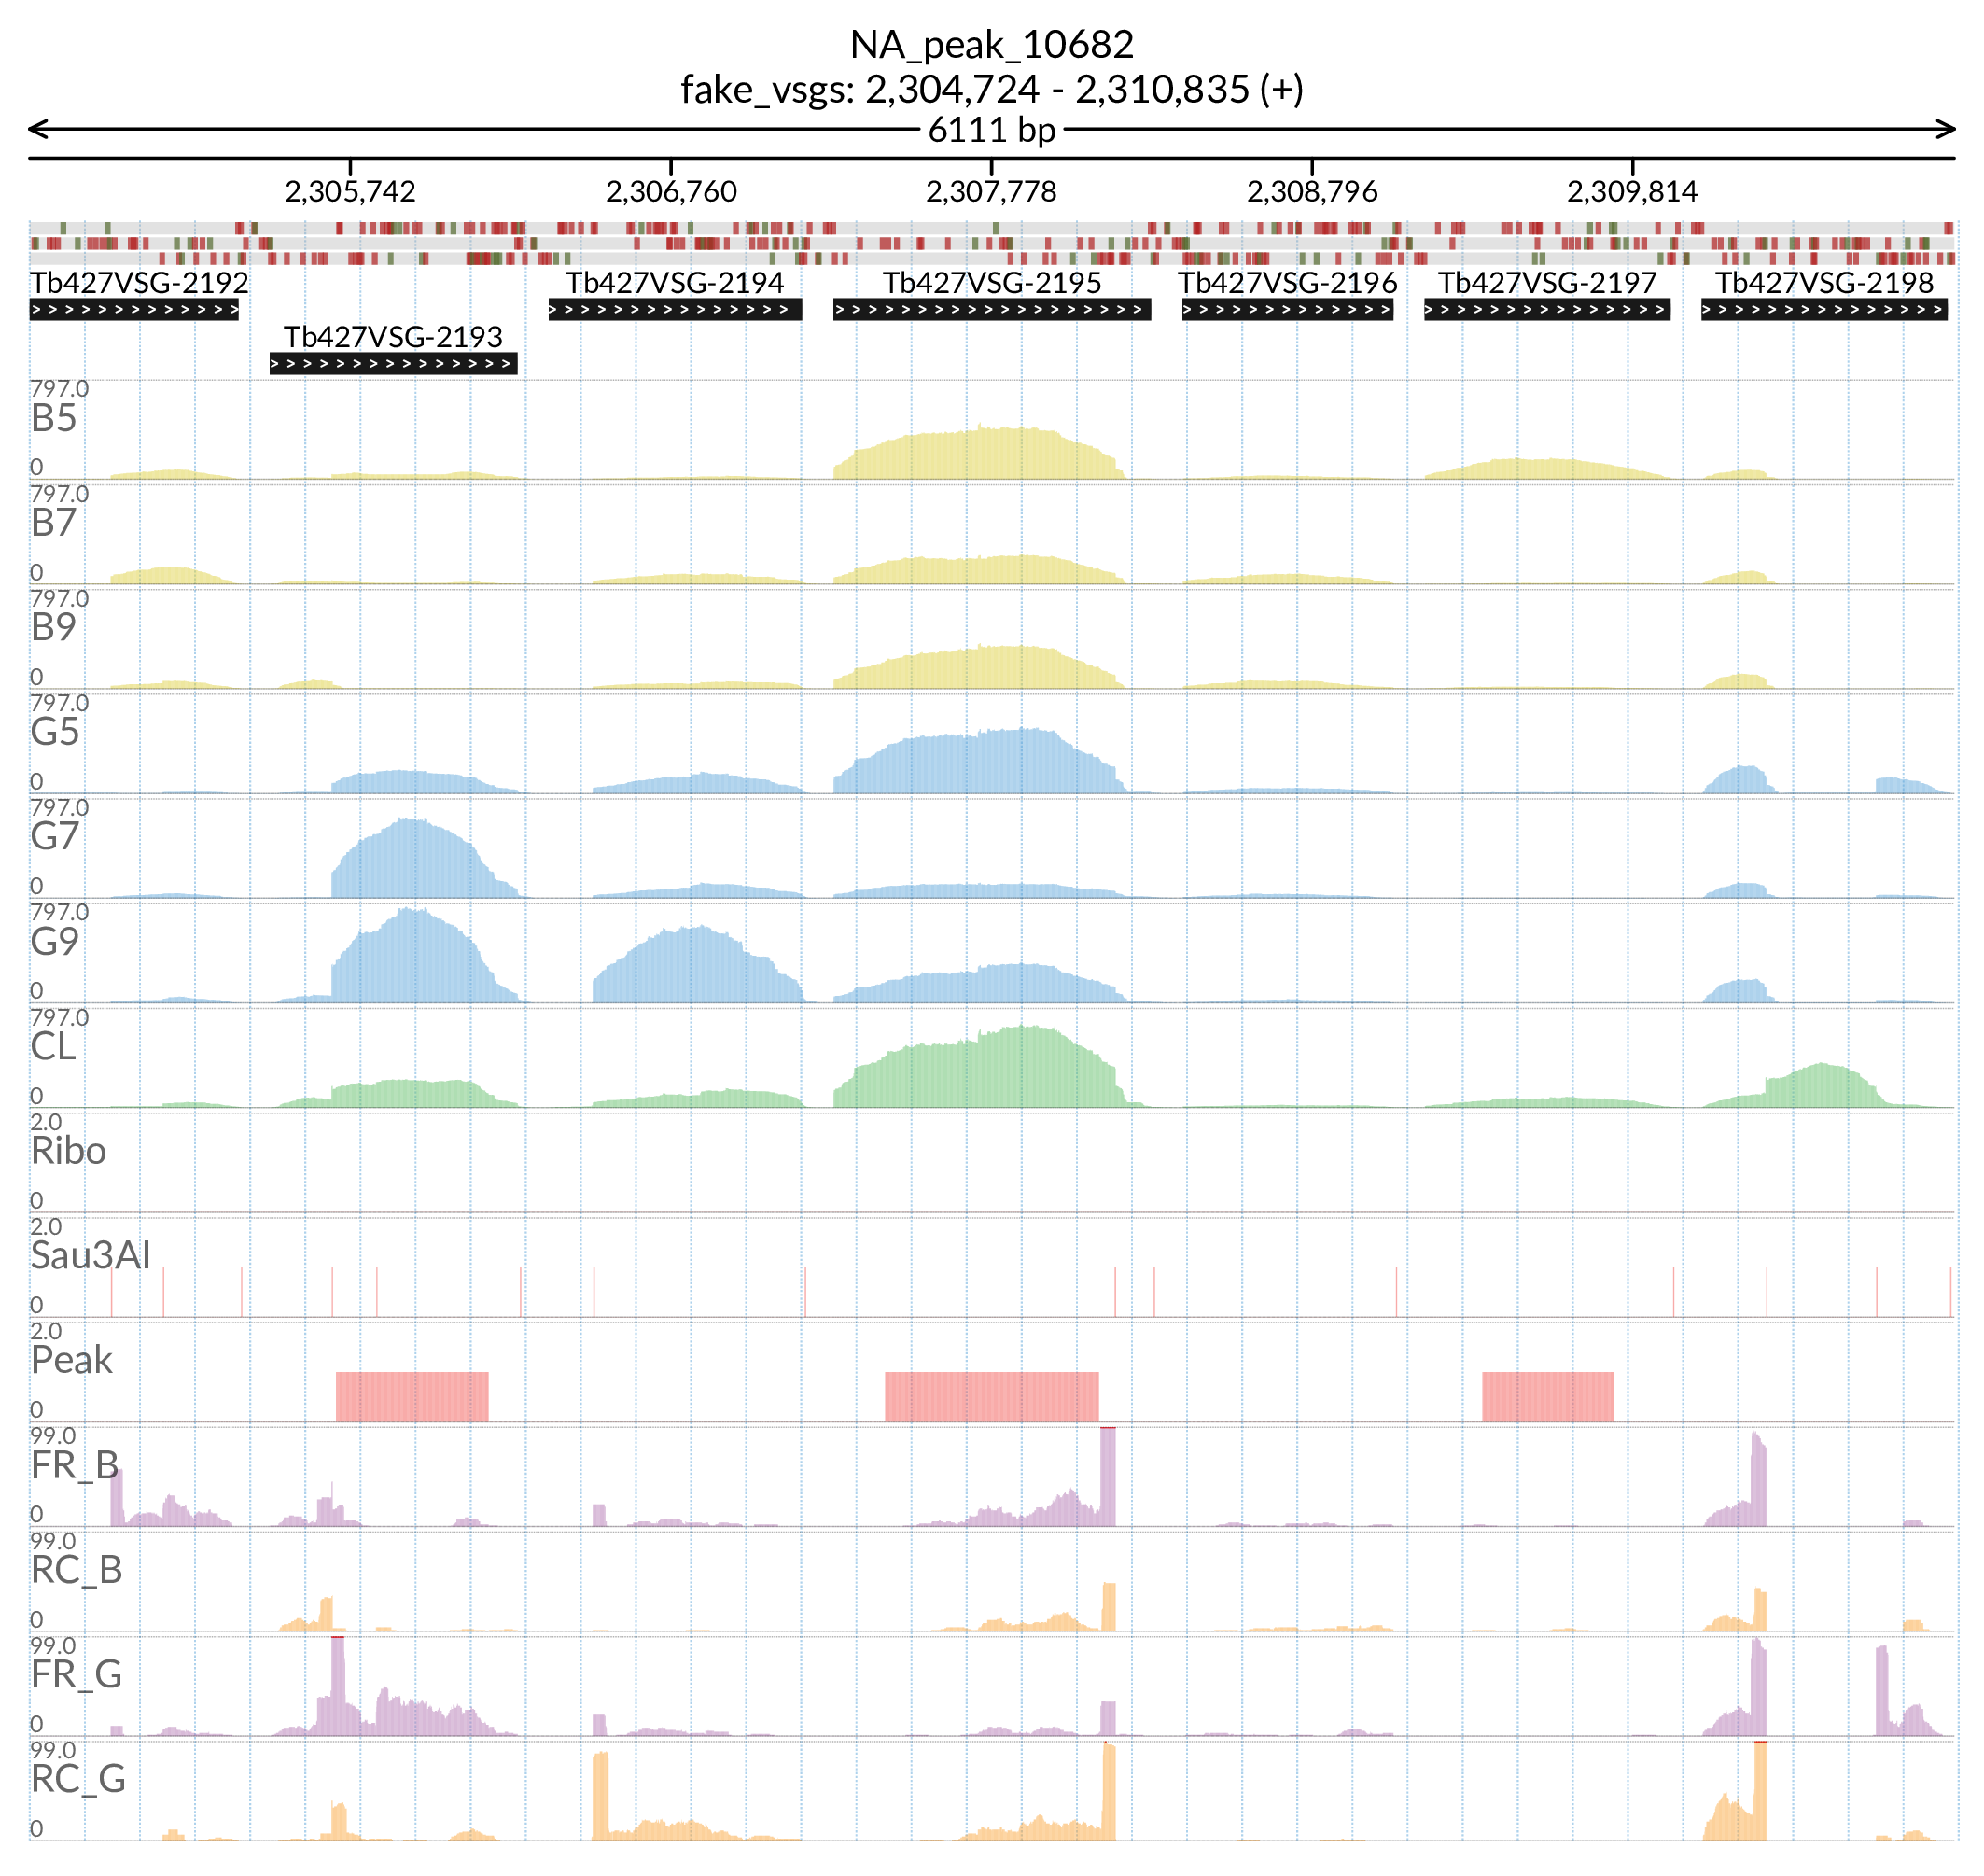 NA_peak_10682
fake_vsgs: 2,304,724 - 2,310,835 (+)
6111 bp
2,305,742 2,306,760 2,307,778 2,308,796 2,309,814
Tb427VSG-2192 Tb427VSG-2194 Tb427VSG-2195 Tb427VSG-2196 Tb427VSG-2197 Tb427VSG-2198
Tb427VSG-2193
797.0
B5
0
797.0
B7
0
797.0
B9
0
797.0
G5
0
797.0
G7
0
797.0
G9
0
797.0
CL
0
2.0
Ribo
0
2.0
Sau3AI
0
2.0
Peak
0
99.0
FR_B
0
99.0
RC_B
0
99.0
FR_G
0
99.0
RC_G
0